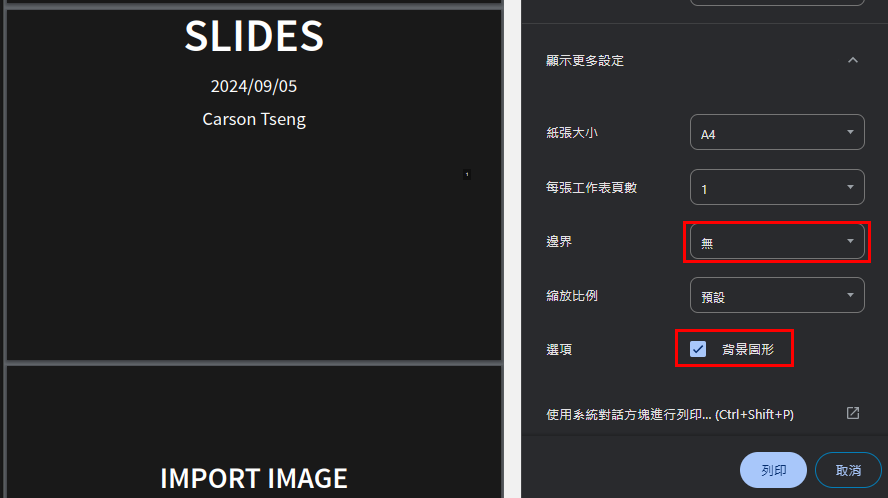 SLIDES
2024/09/05
Carson Tseng
1
IMPORT IMAGE
顯示更多設定
紙張大小
A4
每張工作表頁數
1
邊界
無
縮放比例
預設
選項
背景圖形
使用系統對話方塊進行列印... (Ctrl+Shift+P)
列印
取消